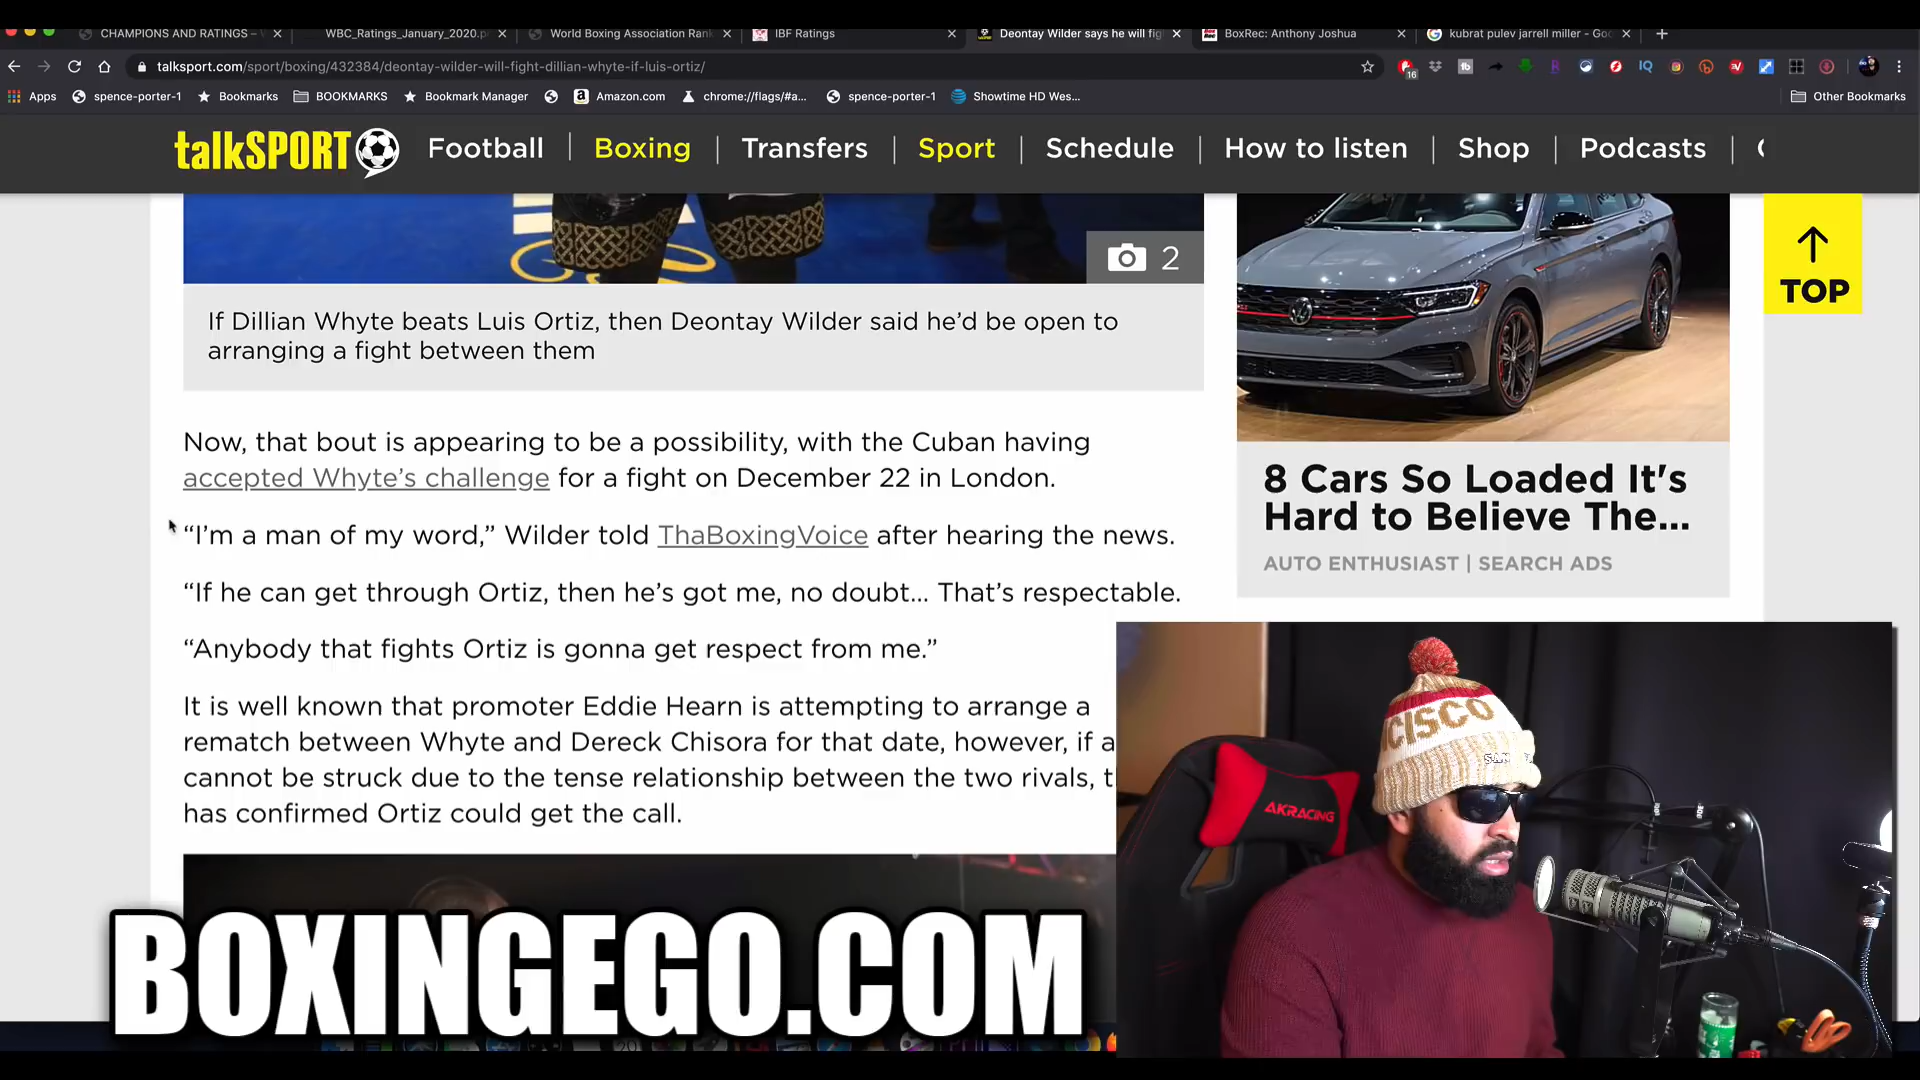 CHAMPIONS AND RATINGS –
WBC_Ratings_January_2020.p
World Boxing Association Rank
IBF Ratings
Deontay Wilder says he will fig
BoxRec: Anthony Joshua
kubrat pulev jarrell miller - Goo
talksport.com/sport/boxing/432384/deontay-wilder-will-fight-dillian-whyte-if-luis-ortiz/
16
IQ
Apps
spence-porter-1
Bookmarks
BOOKMARKS
Bookmark Manager
Amazon.com
chrome://flags/#a...
spence-porter-1
Showtime HD Wes...
Other Bookmarks
talkSPORT
Football | Boxing | Transfers | Sport | Schedule | How to listen | Shop | Podcasts |
2
TOP
If Dillian Whyte beats Luis Ortiz, then Deontay Wilder said he’d be open to
arranging a fight between them
Now, that bout is appearing to be a possibility, with the Cuban having
accepted Whyte’s challenge for a fight on December 22 in London.
“I’m a man of my word,” Wilder told ThaBoxingVoice after hearing the news.
“If he can get through Ortiz, then he’s got me, no doubt… That’s respectable.
“Anybody that fights Ortiz is gonna get respect from me.”
It is well known that promoter Eddie Hearn is attempting to arrange a
rematch between Whyte and Dereck Chisora for that date, however, if a
cannot be struck due to the tense relationship between the two rivals, t
has confirmed Ortiz could get the call.
8 Cars So Loaded It's
Hard to Believe The...
AUTO ENTHUSIAST | SEARCH ADS
CISCO
AKRACING
BOXINGEGO.COM